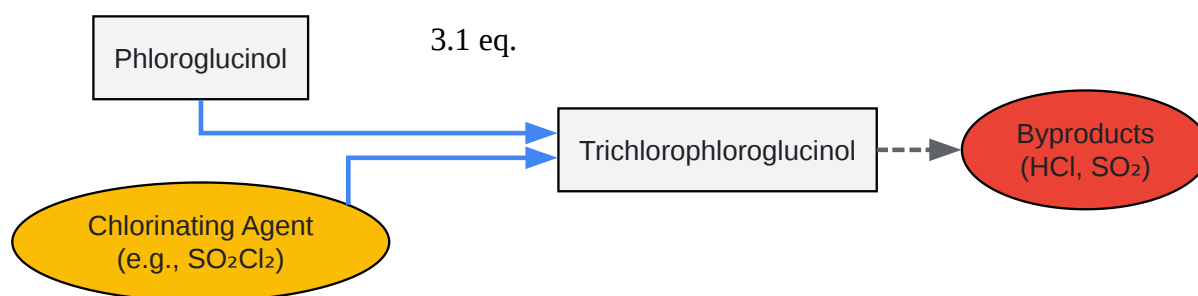 Phloroglucinol
3.1 eq.
Trichlorophloroglucinol
Byproducts
(HCl, SO₂)
Chlorinating Agent
(e.g., SO₂Cl₂)